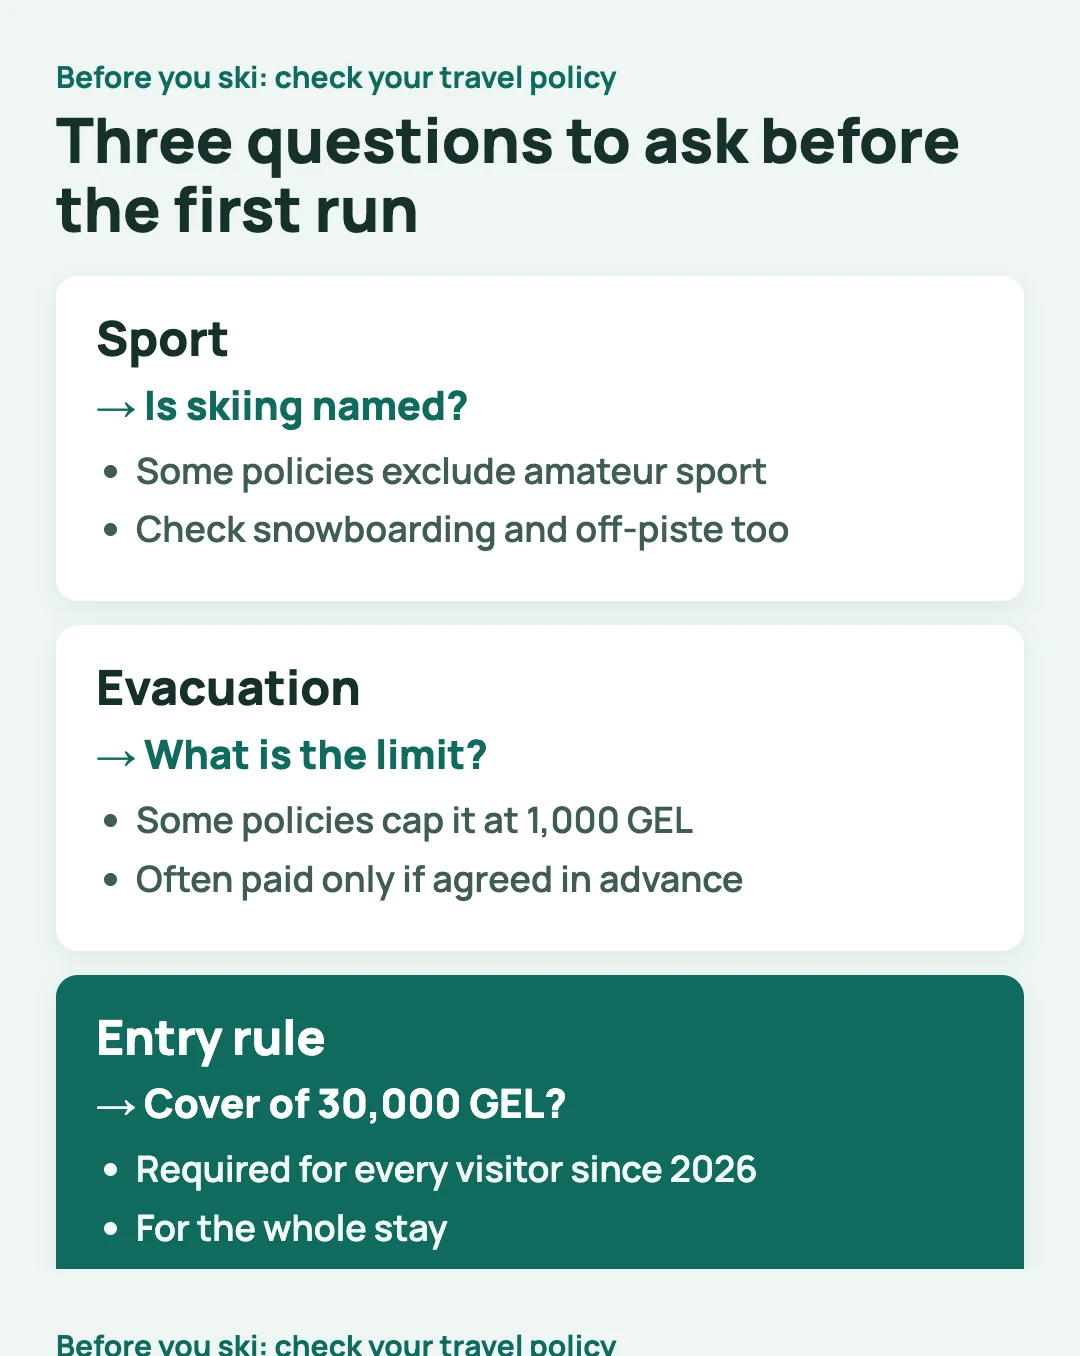 Before you ski: check your travel policy
Three questions to ask before
the first run
Sport
→ Is skiing named?
• Some policies exclude amateur sport
• Check snowboarding and off-piste too
Evacuation
→ What is the limit?
• Some policies cap it at 1,000 GEL
• Often paid only if agreed in advance
Entry rule
→ Cover of 30,000 GEL?
• Required for every visitor since 2026
• For the whole stay
Before you ski: check your travel policy